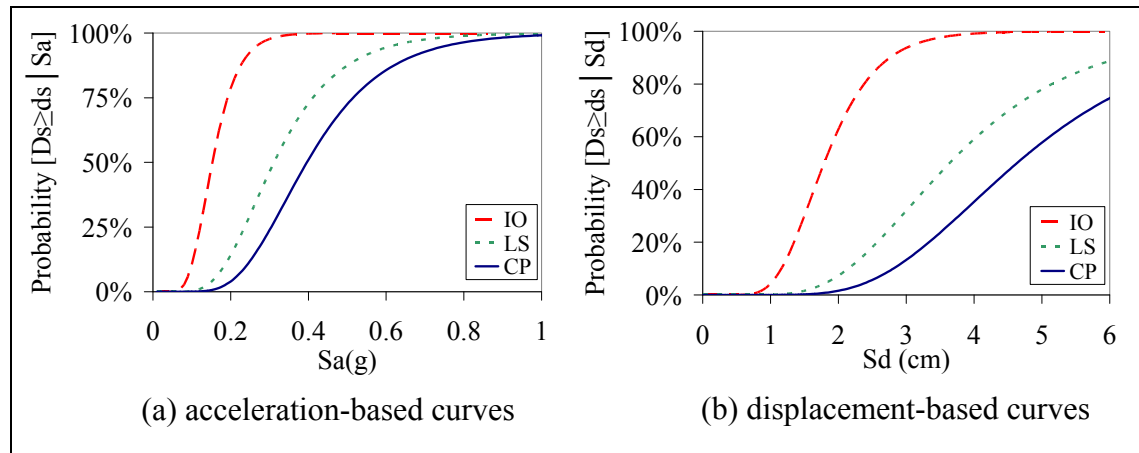 Probability [Ds≥ds | Sa]
100%
75%
50%
25%
0%
IO
LS
CP
0 0.2 0.4 0.6 0.8 1
Sa(g)
(a) acceleration-based curves
Probability [Ds≥ds | Sd]
100%
80%
60%
40%
20%
0%
IO
LS
CP
0 1 2 3 4 5 6
Sd (cm)
(b) displacement-based curves